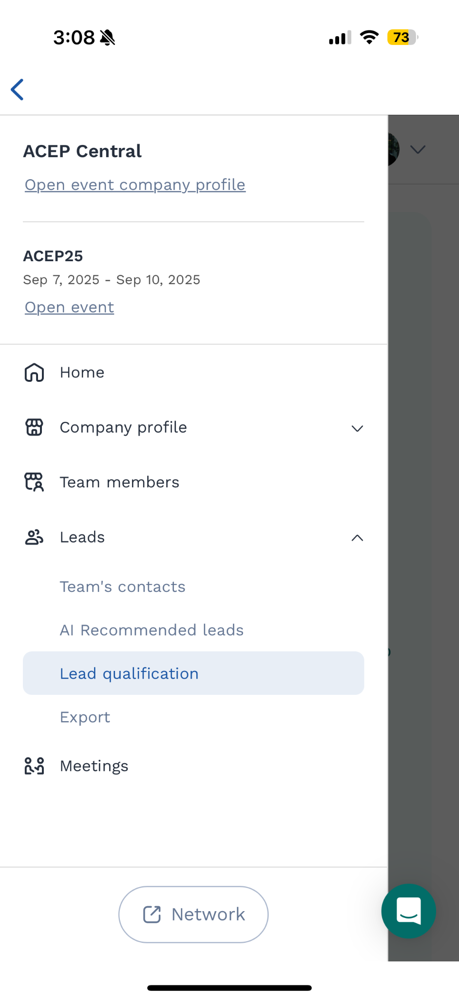 3:08
73
ACEP Central
Open event company profile
ACEP25
Sep 7, 2025 - Sep 10, 2025
Open event
Home
Company profile
Team members
Leads
Team's contacts
AI Recommended leads
Lead qualification
Export
Meetings
Network